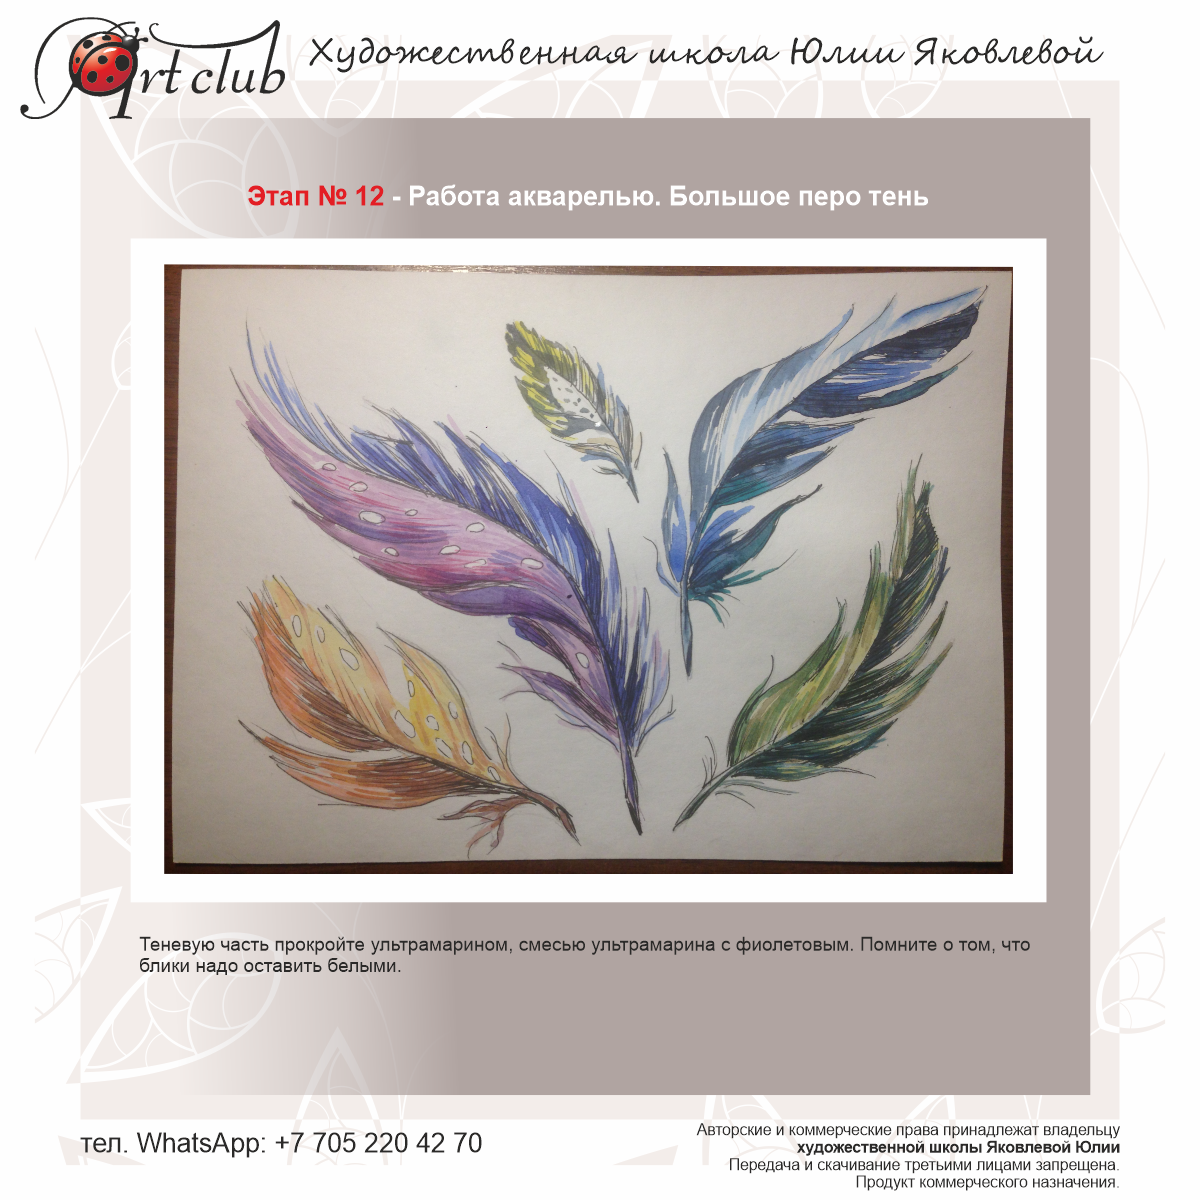 Art club
Художественная школа Юлии Яковлевой
Этап № 12 - Работа акварелью. Большое перо тень
Теневую часть прокройте ультрамарином, смесью ультрамарина с фиолетовым. Помните о том, что
блики надо оставить белыми.
тел. WhatsApp: +7 705 220 42 70
Авторские и коммерческие права принадлежат владельцу
художественной школы Яковлевой Юлии
Передача и скачивание третьими лицами запрещена.
Продукт коммерческого назначения.